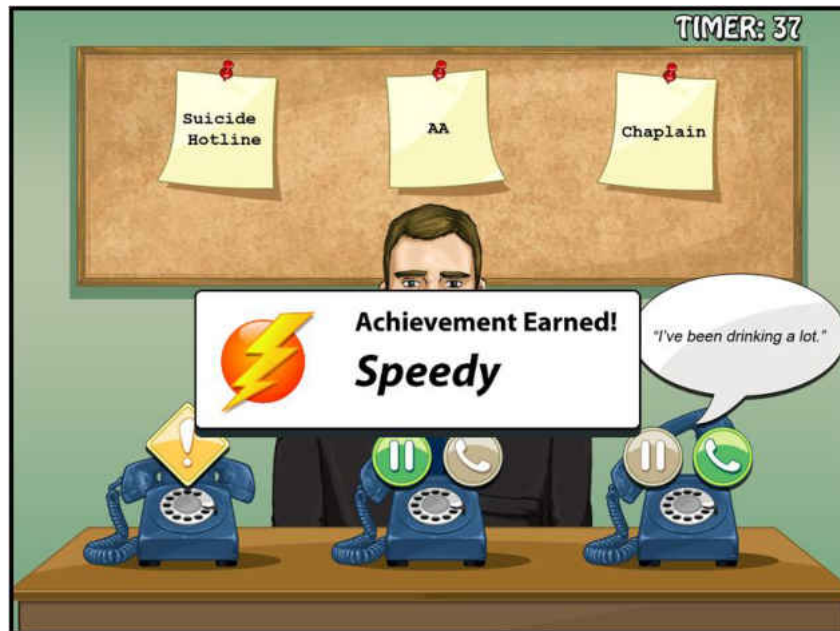 TIMER: 37
Suicide
Hotline
AA
Chaplain
Achievement Earned!
Speedy
"I've been drinking a lot."